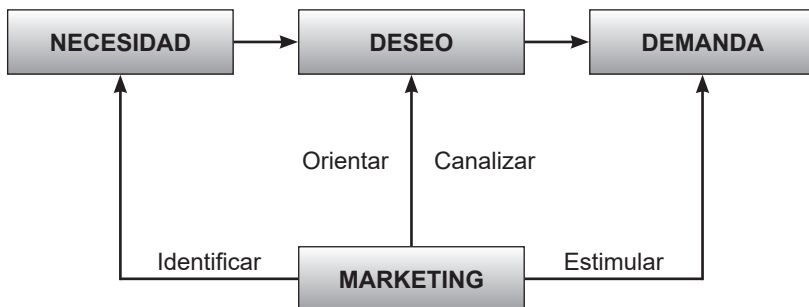 NECESIDAD DESEO DEMANDA
Orientar Canalizar
Identificar MARKETING Estimular